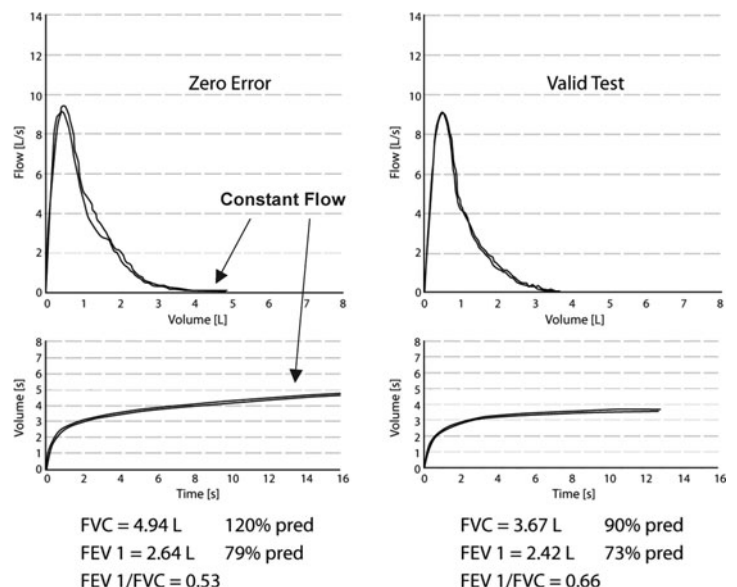 14
12
10
8
6
4
2
0
Flow [L/s]
Zero Error
Constant Flow
0 1 2 3 4 5 6 7 8
Volume [L]
8
7
6
5
4
3
2
1
0
Volume [s]
0 2 4 6 8 10 12 14 16
Time [s]
FVC = 4.94 L 120% pred
FEV 1 = 2.64 L 79% pred
FEV 1/FVC = 0.53
14
12
10
8
6
4
2
0
Flow [L/s]
Valid Test
0 1 2 3 4 5 6 7 8
Volume [L]
8
7
6
5
4
3
2
1
0
Volume [s]
0 2 4 6 8 10 12 14 16
Time [s]
FVC = 3.67 L 90% pred
FEV 1 = 2.42 L 73% pred
FEV 1/FVC = 0.66